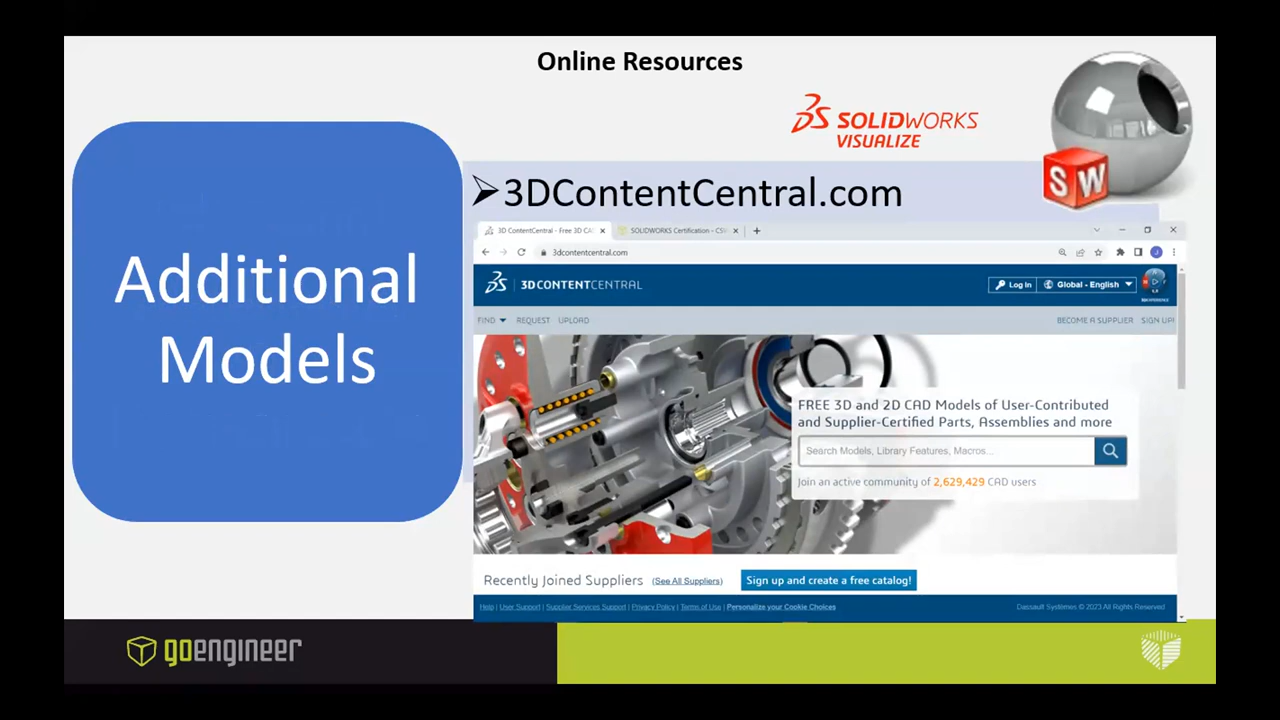 Online Resources
SOLIDWORKS
VISUALIZE
SW
Additional
Models
➢3DContentCentral.com
3D ContentCentral - Free 3D CA
SOLIDWORKS Certification - CS
3dcontentcentral.com
3DCONTENTCENTRAL
Log In
Global - English
FIND REQUEST UPLOAD
BECOME A SUPPLIER SIGN UP!
FREE 3D and 2D CAD Models of User-Contributed
and Supplier-Certified Parts, Assemblies and more
Search Models, Library Features, Macros...
Join an active community of 2,629,429 CAD users
Recently Joined Suppliers (See All Suppliers) Sign up and create a free catalog!
Help | User Support | Supplier Services Support | Privacy Policy | Terms of Use | Personalize your Cookie Choices
Dassault Systèmes © 2023 All Rights Reserved
goengineer